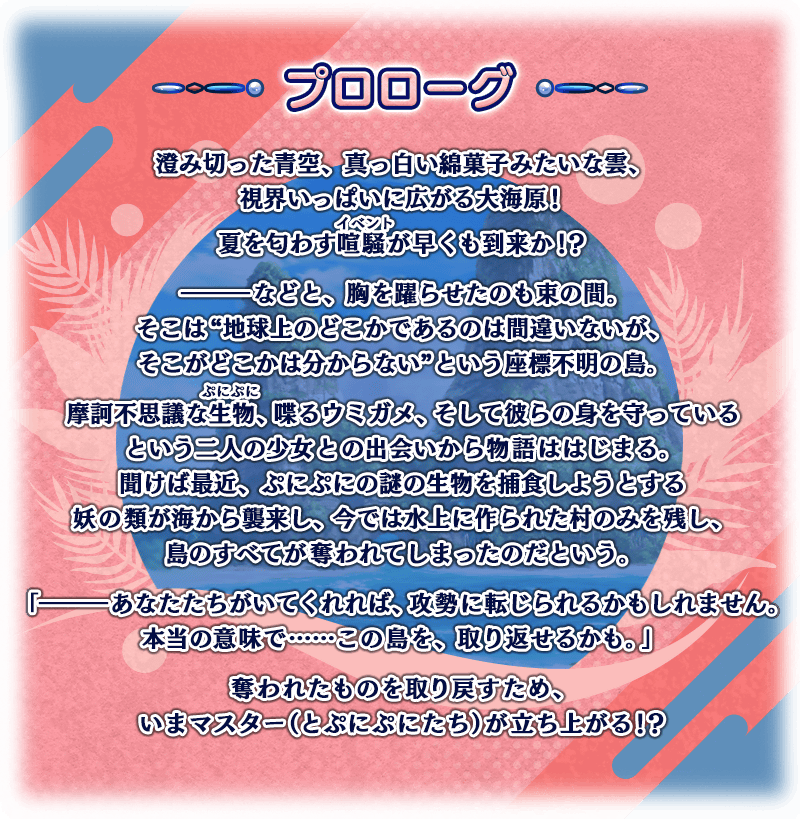 プロローグ
澄み切った青空、真っ白い綿菓子みたいな雲、
視界いっぱいに広がる大海原！
イベント
夏を匂わす喧騒が早くも到来か!?
―――などと、胸を躍らせたのも束の間。
そこは“地球上のどこかであるのは間違いないが、
そこがどこかは分からない”という座標不明の島。
ぷにぷに
摩訶不思議な生物、喋るウミガメ、そして彼らの身を守っている
という二人の少女との出会いから物語ははじまる。
聞けば最近、ぷにぷにの謎の生物を捕食しようとする
妖の類が海から襲来し、今では水上に作られた村のみを残し、
島のすべてが奪われてしまったのだという。
「―――あなたたちがいてくれれば、攻勢に転じられるかもしれません。
本当の意味で……この島を、取り返せるかも。」
奪われたものを取り戻すため、
いまマスター（とぷにぷにたち）が立ち上がる!?